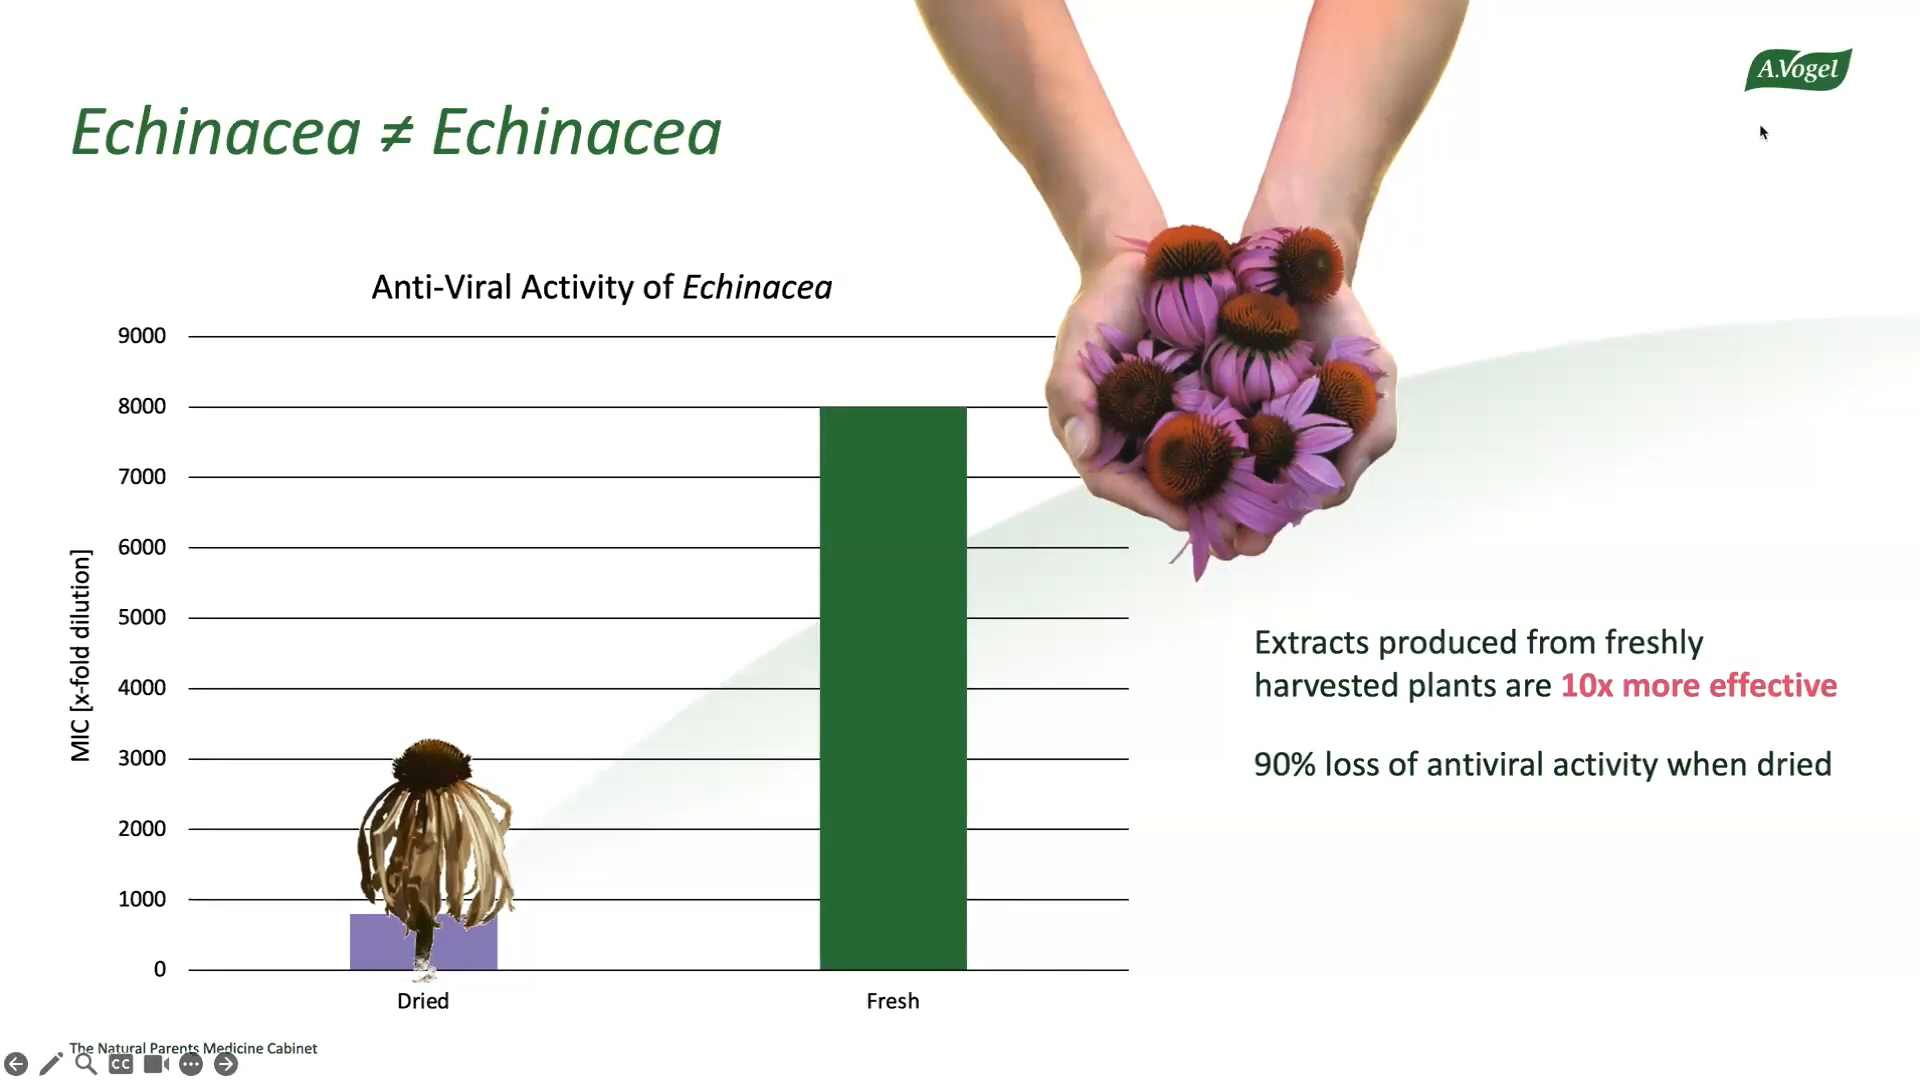 A.Vogel
Echinacea ≠ Echinacea
Anti-Viral Activity of Echinacea
9000
8000
7000
6000
5000
4000
3000
2000
1000
0
MIC [x-fold dilution]
Dried
Fresh
Extracts produced from freshly
harvested plants are 10x more effective
90% loss of antiviral activity when dried
The Natural Parents Medicine Cabinet
CC